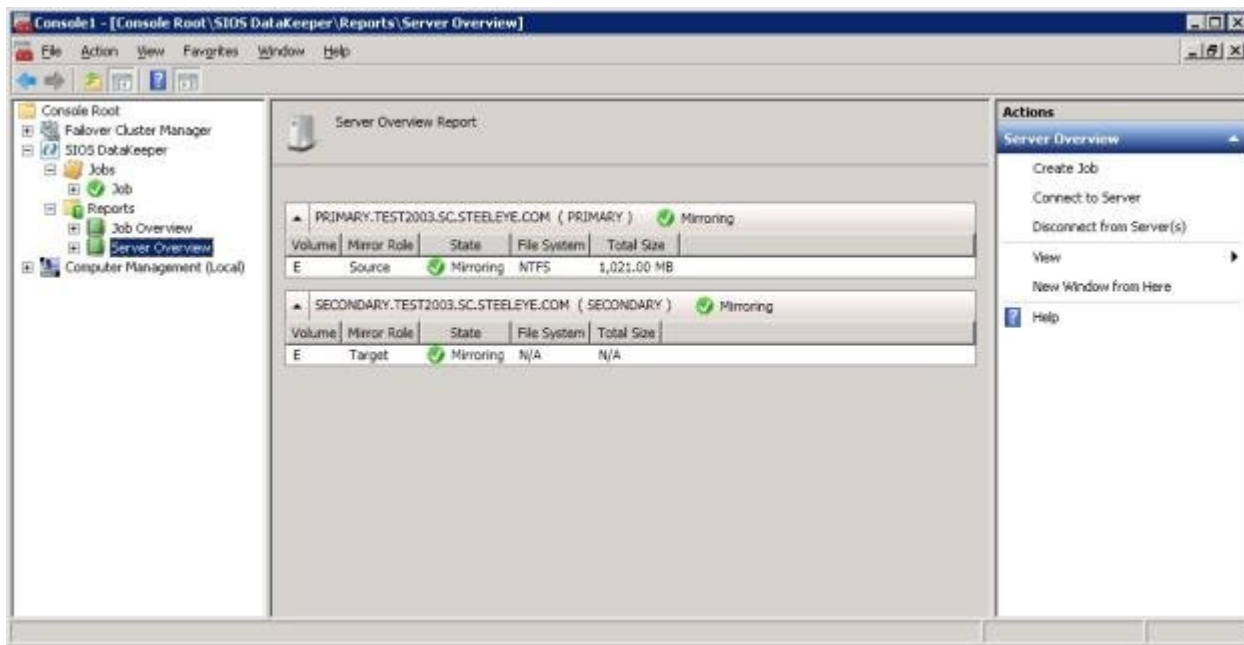 Console1 - [Console Root\SIOS DataKeeper\Reports\Server Overview]
File Action View Favorites Window Help
Console Root
Failover Cluster Manager
SIOS DataKeeper
Jobs
Job
Reports
Job Overview
Server Overview
Computer Management (Local)
Server Overview Report
PRIMARY.TEST2003.SC.STEELEYE.COM ( PRIMARY ) Mirroring
Volume Mirror Role State File System Total Size
E Source Mirroring NTFS 1,021.00 MB
SECONDARY.TEST2003.SC.STEELEYE.COM ( SECONDARY ) Mirroring
Volume Mirror Role State File System Total Size
E Target Mirroring N/A N/A
Actions
Server Overview
Create Job
Connect to Server
Disconnect from Server(s)
View
New Window from Here
Help